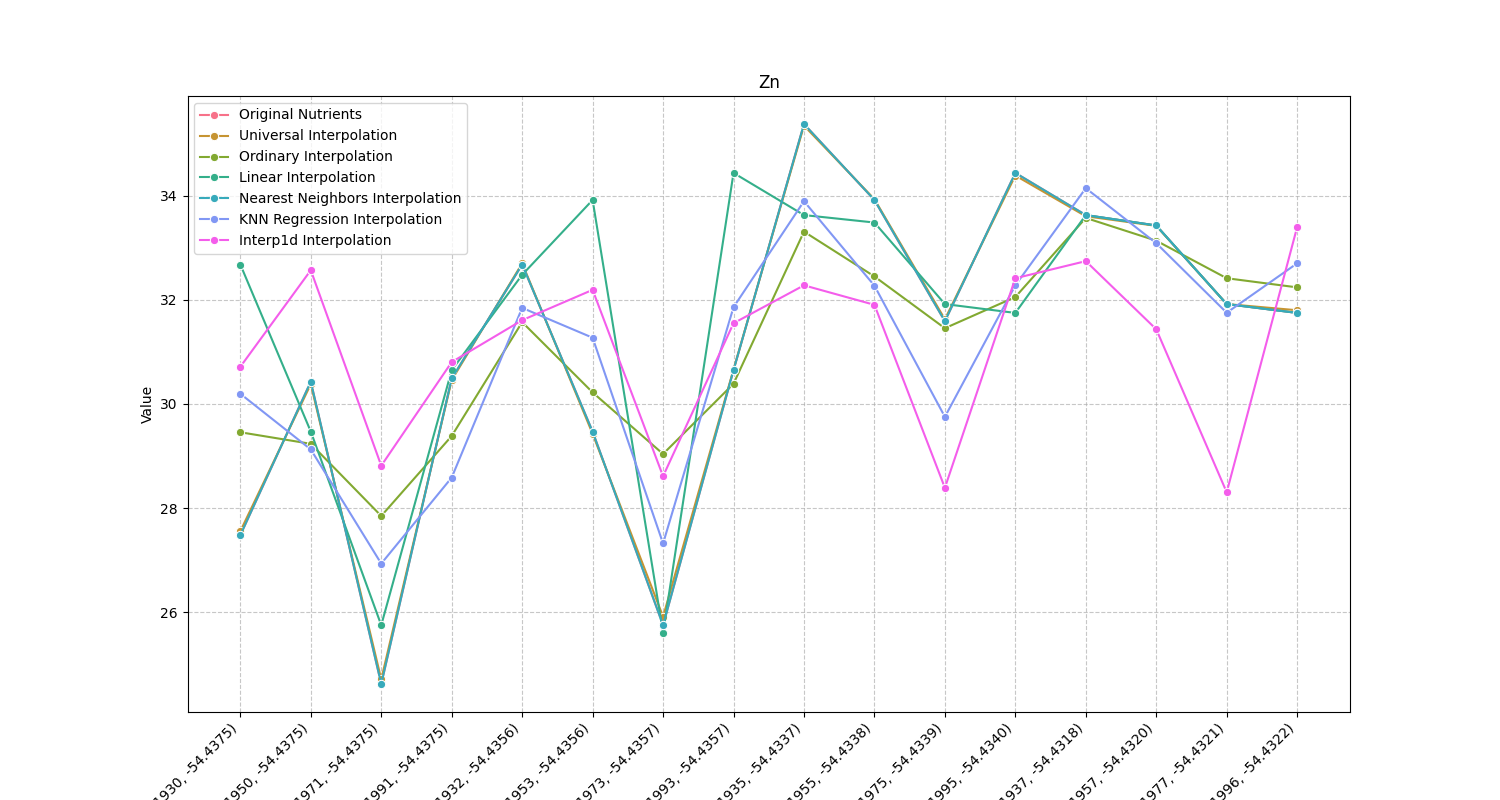 Zn
Original Nutrients
Universal Interpolation
Ordinary Interpolation
Linear Interpolation
Nearest Neighbors Interpolation
KNN Regression Interpolation
Interp1d Interpolation
Value
34
32
30
28
26
1930, -54.4375)
1950, -54.4375)
1971, -54.4375)
1991, -54.4375)
1932, -54.4356)
1953, -54.4356)
1973, -54.4357)
1993, -54.4357)
1935, -54.4337)
1955, -54.4338)
1975, -54.4339)
1995, -54.4340)
1937, -54.4318)
1957, -54.4320)
1977, -54.4321)
1996, -54.4322)